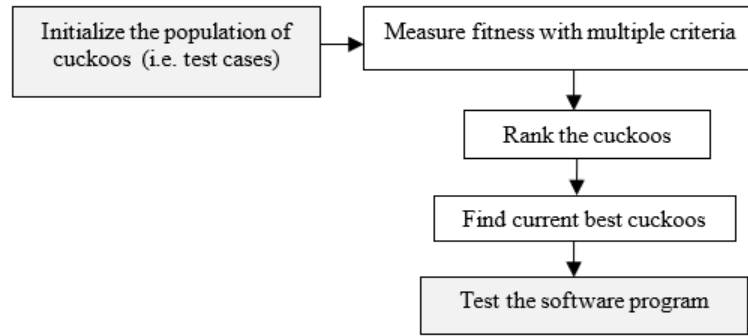 Initialize the population of
cuckoos (i.e. test cases)
Measure fitness with multiple criteria
Rank the cuckoos
Find current best cuckoos
Test the software program